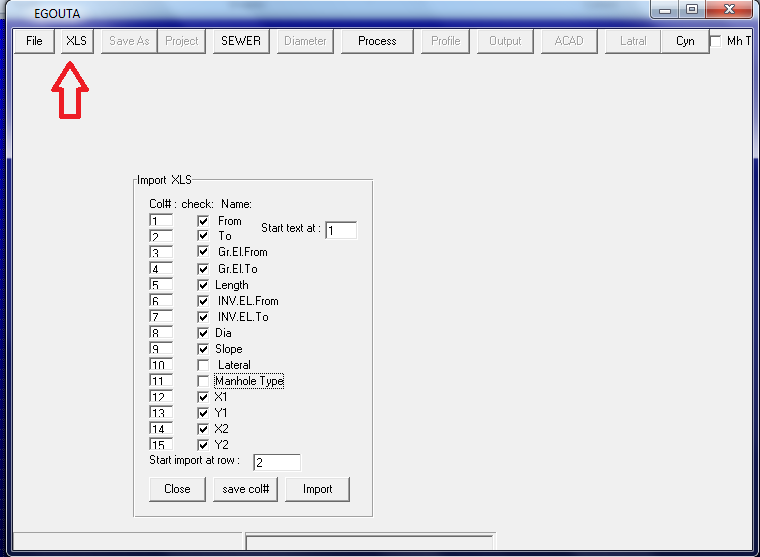 EGOUTA
File XLS Save As Project SEWER Diameter Process Profile Output ACAD Latral Cyn Mh T
Import XLS
Col# : check: Name:
1 From Start text at : 1
2 To
3 Gr.El.From
4 Gr.El.To
5 Length
6 INV.EL.From
7 INV.EL.To
8 Dia
9 Slope
10 Lateral
11 Manhole Type
12 X1
13 Y1
14 X2
15 Y2
Start import at row : 2
Close save col# Import